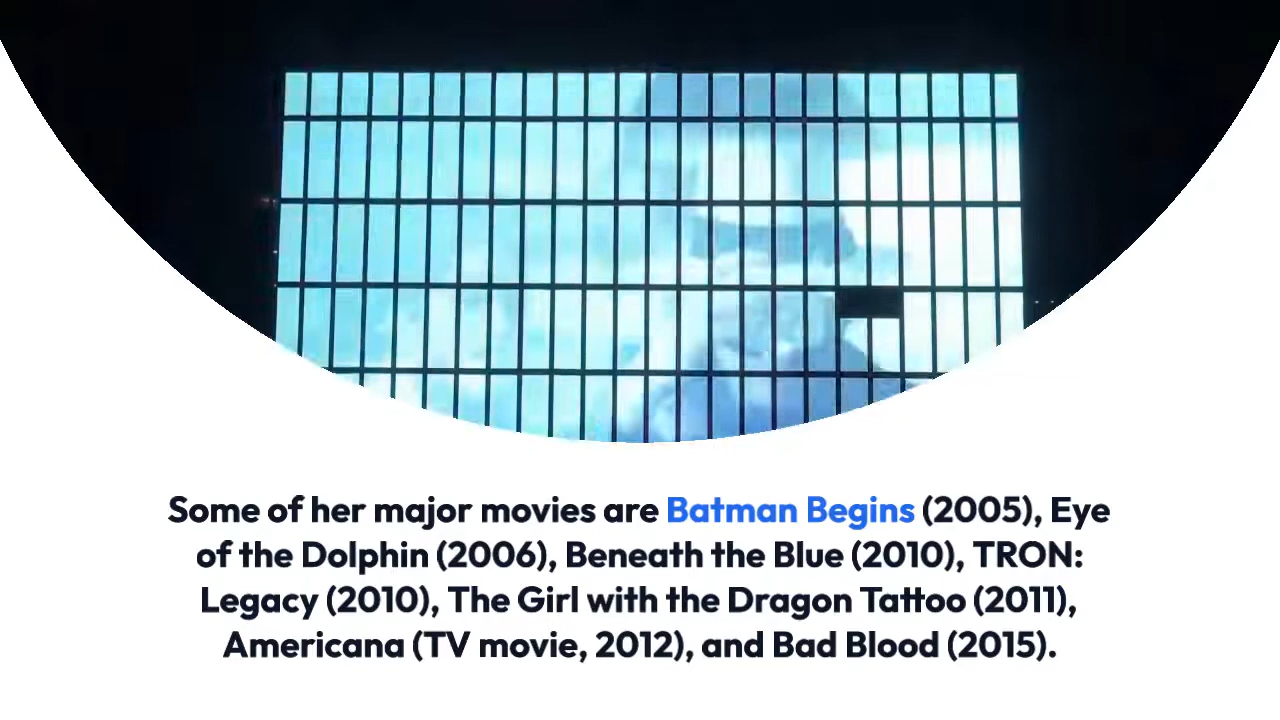 Some of her major movies are Batman Begins (2005), Eye
of the Dolphin (2006), Beneath the Blue (2010), TRON:
Legacy (2010), The Girl with the Dragon Tattoo (2011),
Americana (TV movie, 2012), and Bad Blood (2015).